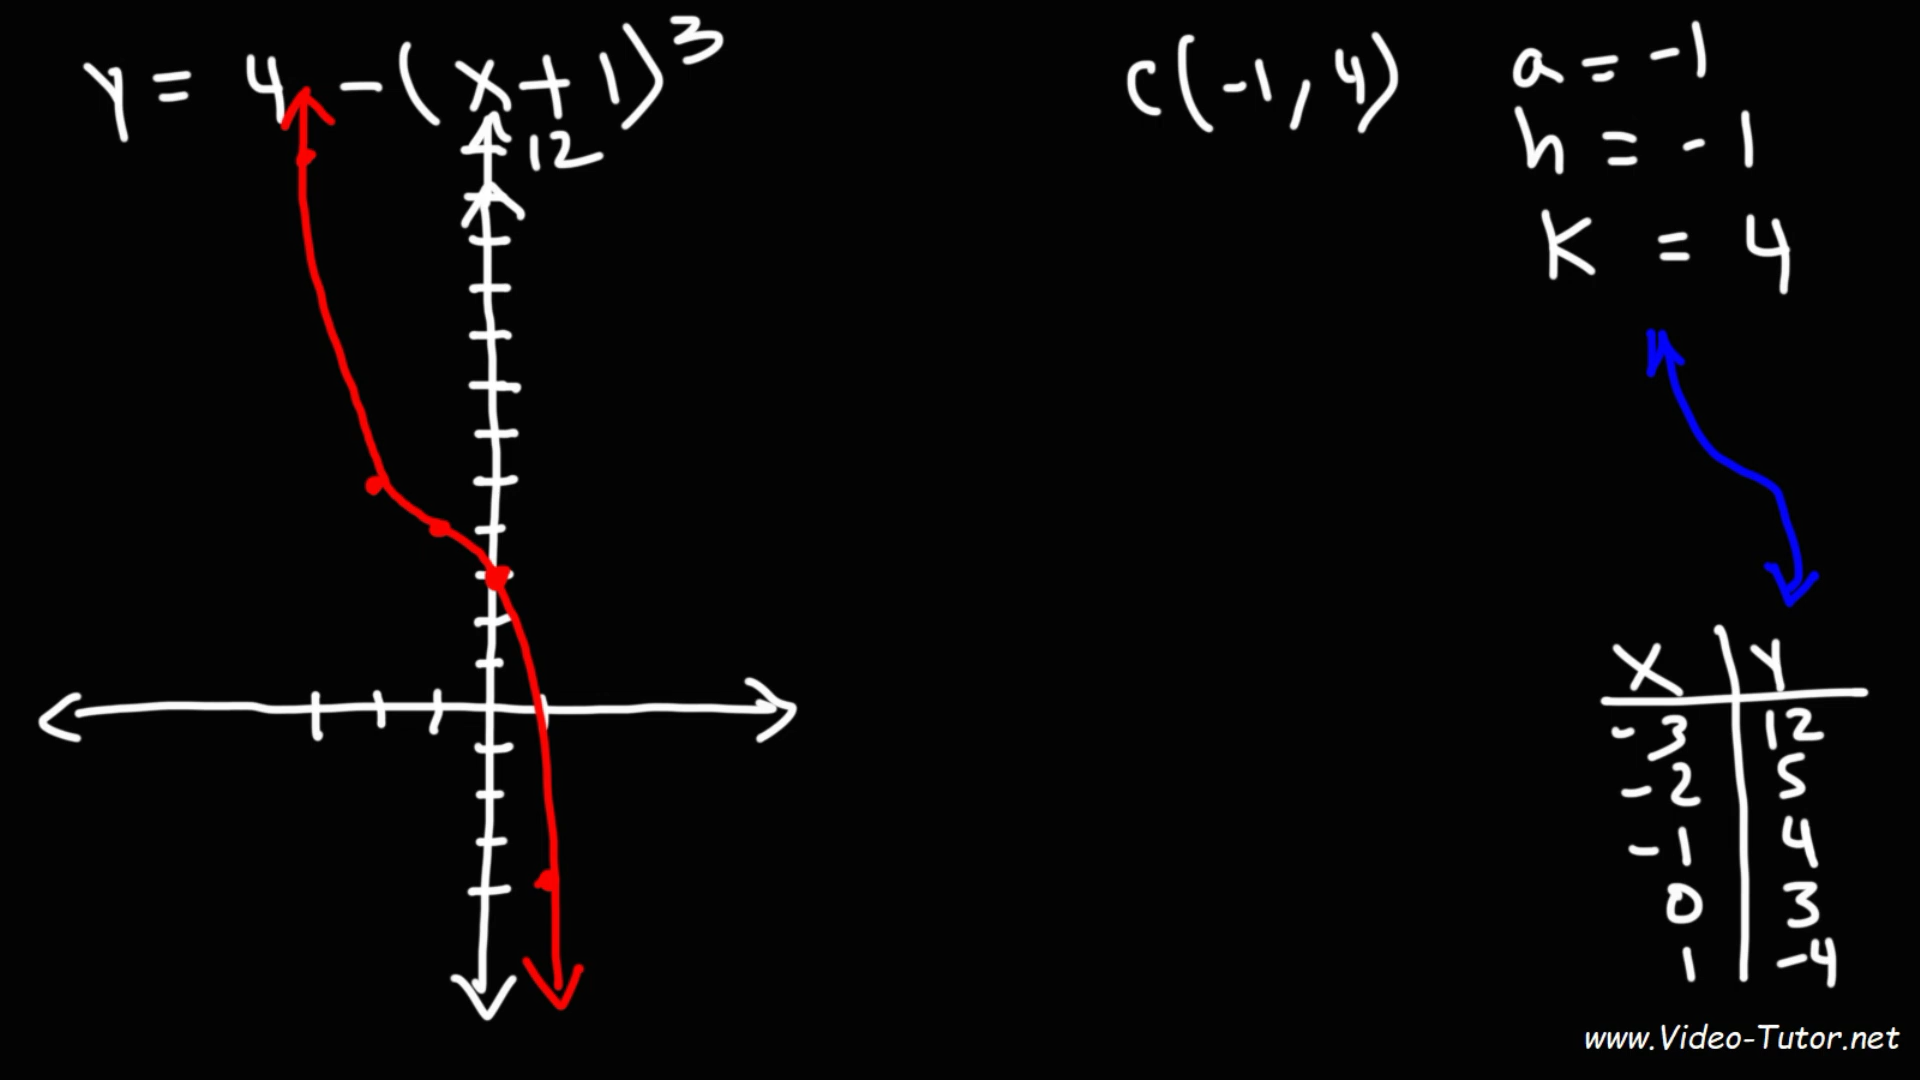 y = 4 - (x + 1)³
12
C(-1, 4)
a = -1
h = -1
K = 4
X Y
-3 12
-2 5
-1 4
0 3
1 -4
www.Video-Tutor.net